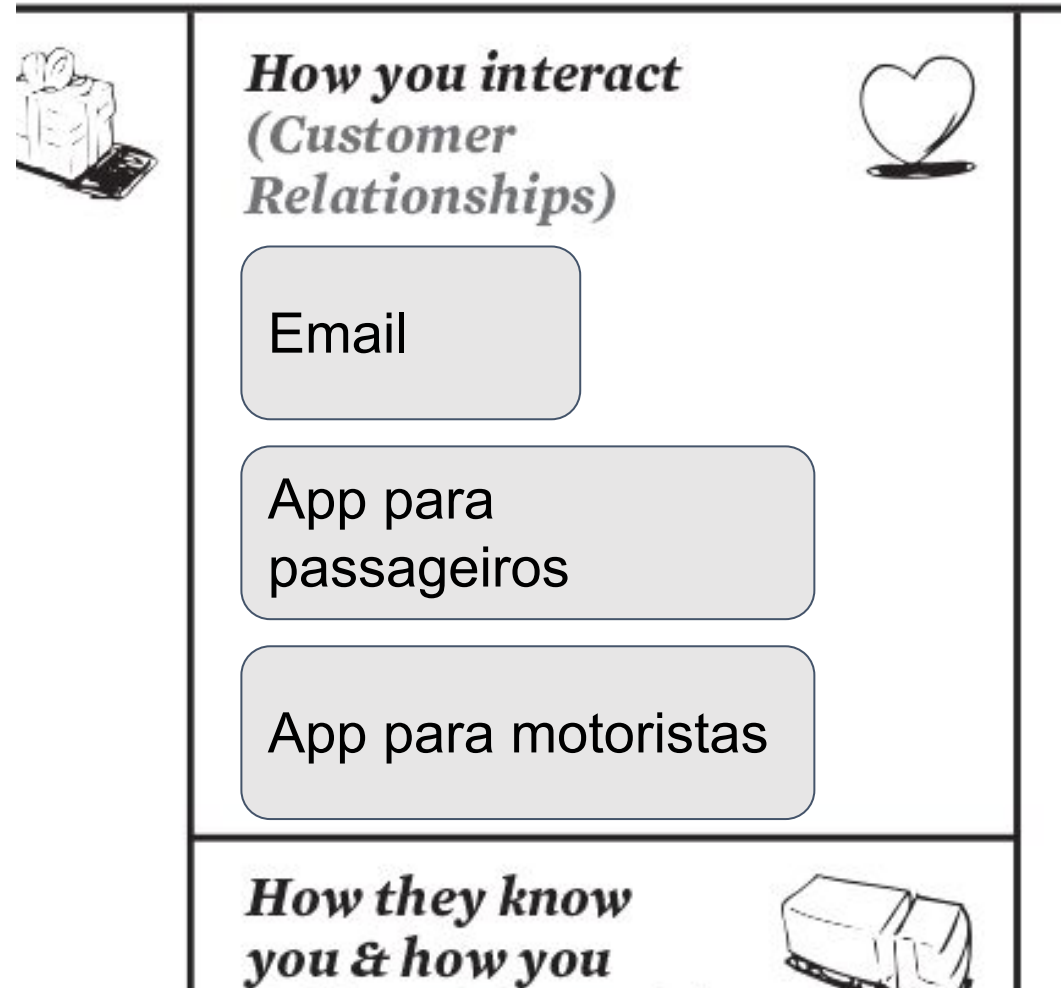 How you interact
(Customer
Relationships)
Email
App para
passageiros
App para motoristas
How they know
you & how you